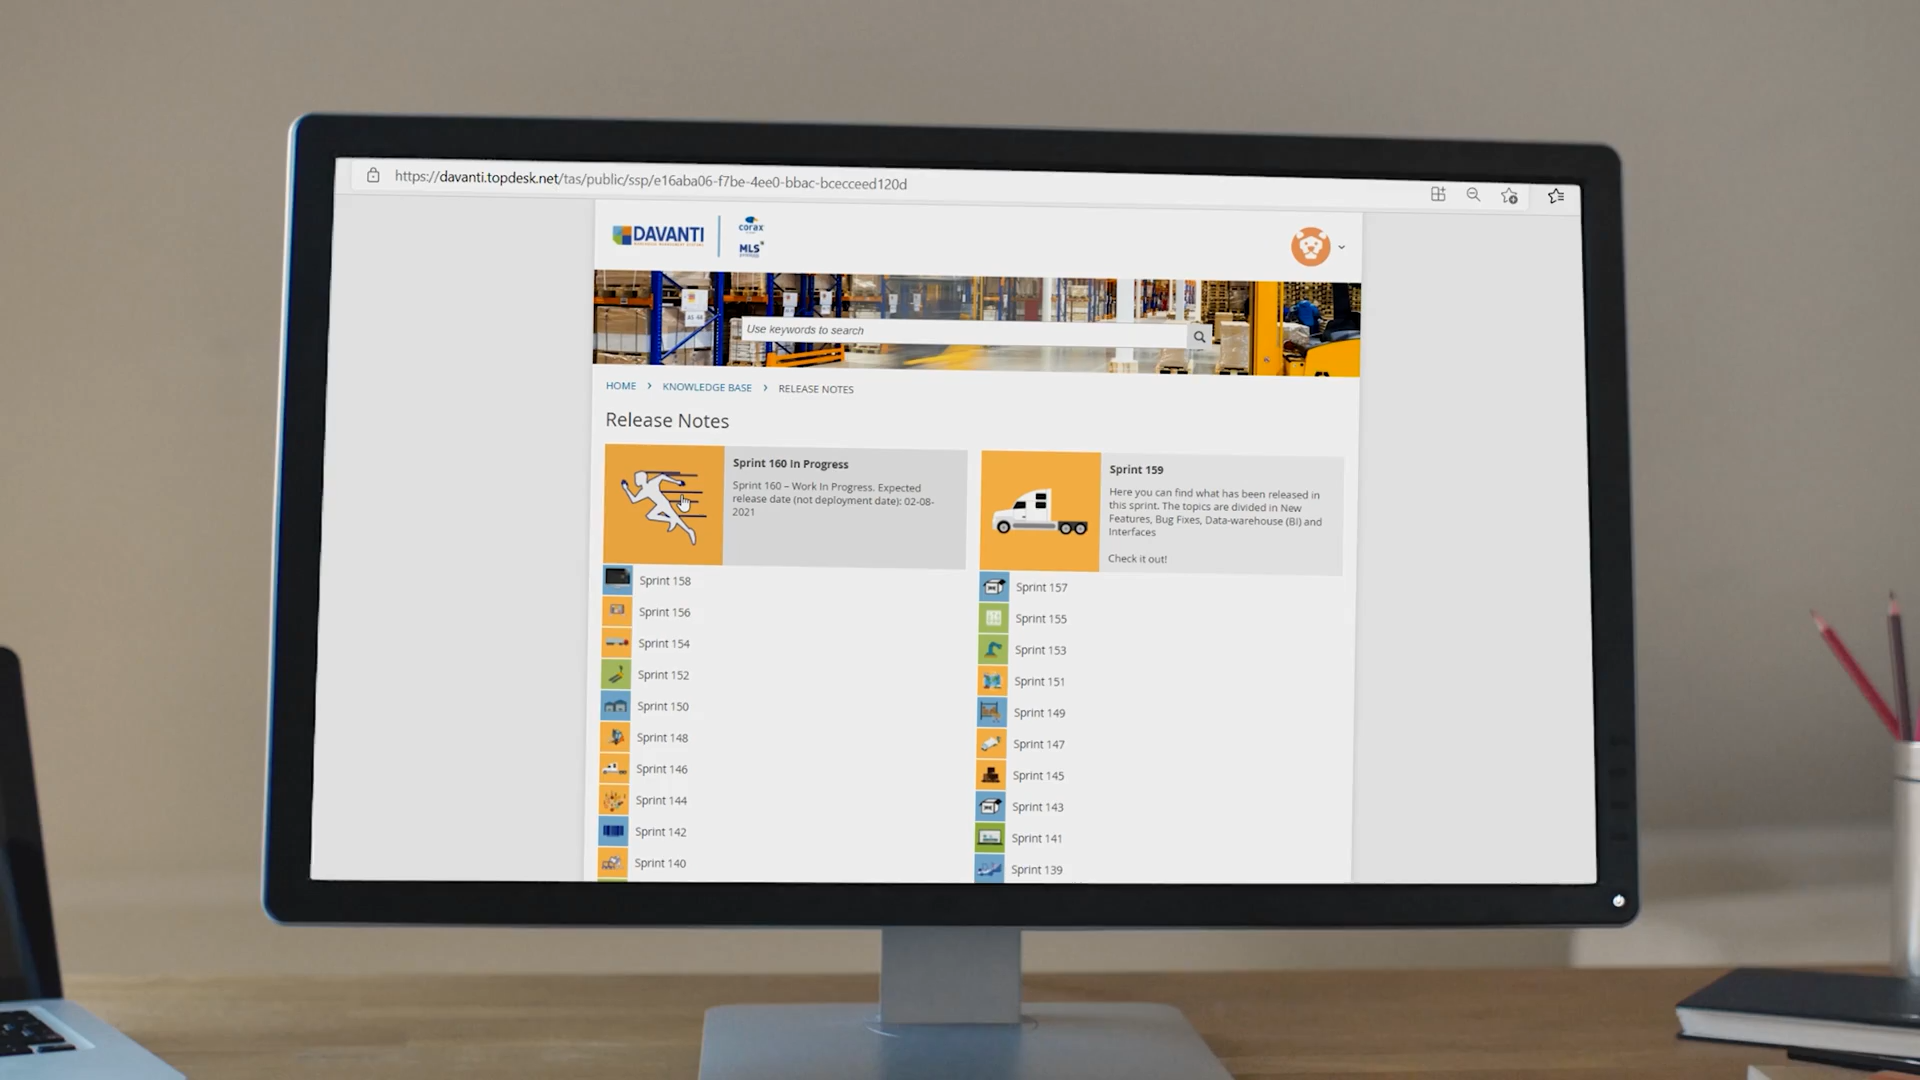 https://davanti.topdesk.net/tas/public/ssp/e16aba06-f7be-4ee0-bbac-bcecceed120d
DAVANTI
corax
MLS
Use keywords to search
HOME > KNOWLEDGE BASE > RELEASE NOTES
Release Notes
Sprint 160 In Progress
Sprint 160 – Work In Progress. Expected
release date (not deployment date): 02-08-
2021
Sprint 159
Here you can find what has been released in
this sprint. The topics are divided in New
Features, Bug Fixes, Data-warehouse (BI) and
Interfaces
Check it out!
Sprint 158
Sprint 157
Sprint 156
Sprint 155
Sprint 154
Sprint 153
Sprint 152
Sprint 151
Sprint 150
Sprint 149
Sprint 148
Sprint 147
Sprint 146
Sprint 145
Sprint 144
Sprint 143
Sprint 142
Sprint 141
Sprint 140
Sprint 139